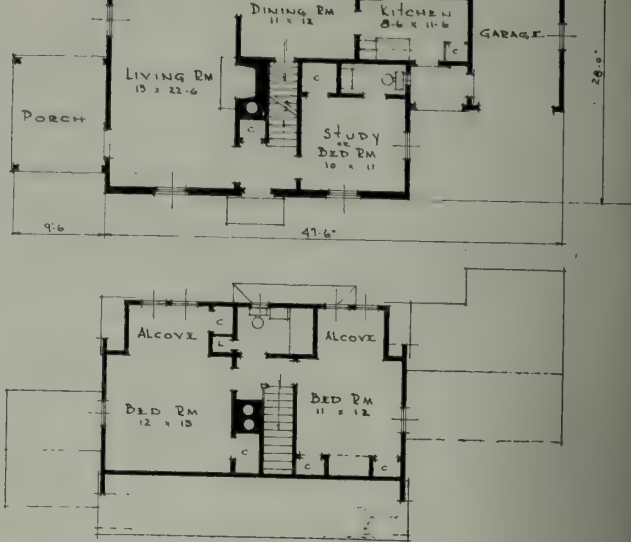 DINING RM
11 x 12
KITCHEN
8-6 x 11-6
C
GARAGE
LIVING RM
13 x 22-6
C
PORCH
C
STUDY
OR
BED RM
10 x 11
28'-0"
9'-6
47'-6"
ALCOVE
C
L
ALCOVE
BED RM
12 x 15
BED RM
11 x 12
C
C
C